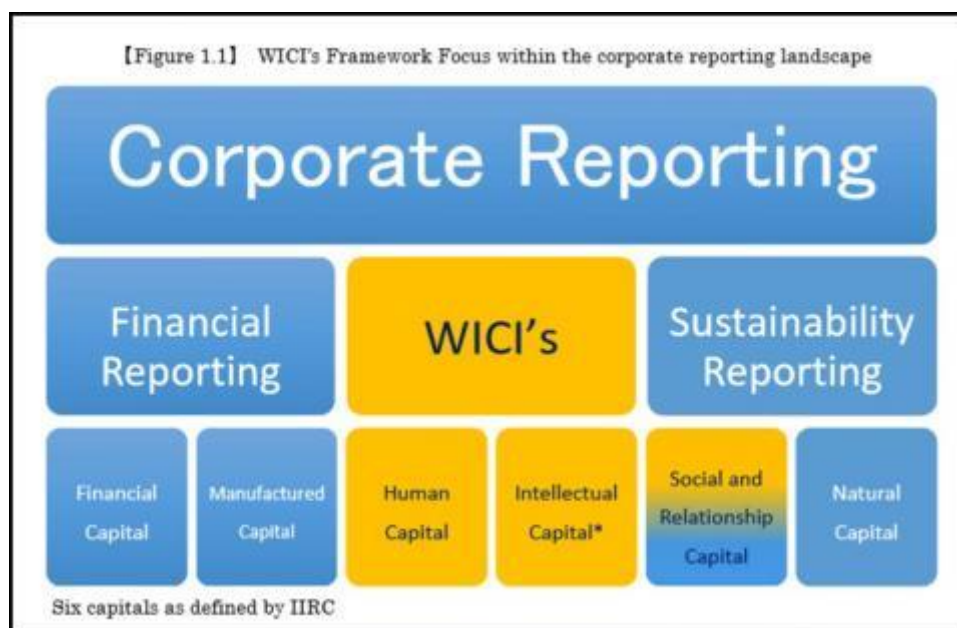 【Figure 1.1】 WICI's Framework Focus within the corporate reporting landscape
Corporate Reporting
Financial
Reporting
WICI's
Sustainability
Reporting
Financial
Capital
Manufactured
Capital
Human
Capital
Intellectual
Capital*
Social and
Relationship
Capital
Natural
Capital
Six capitals as defined by IIRC